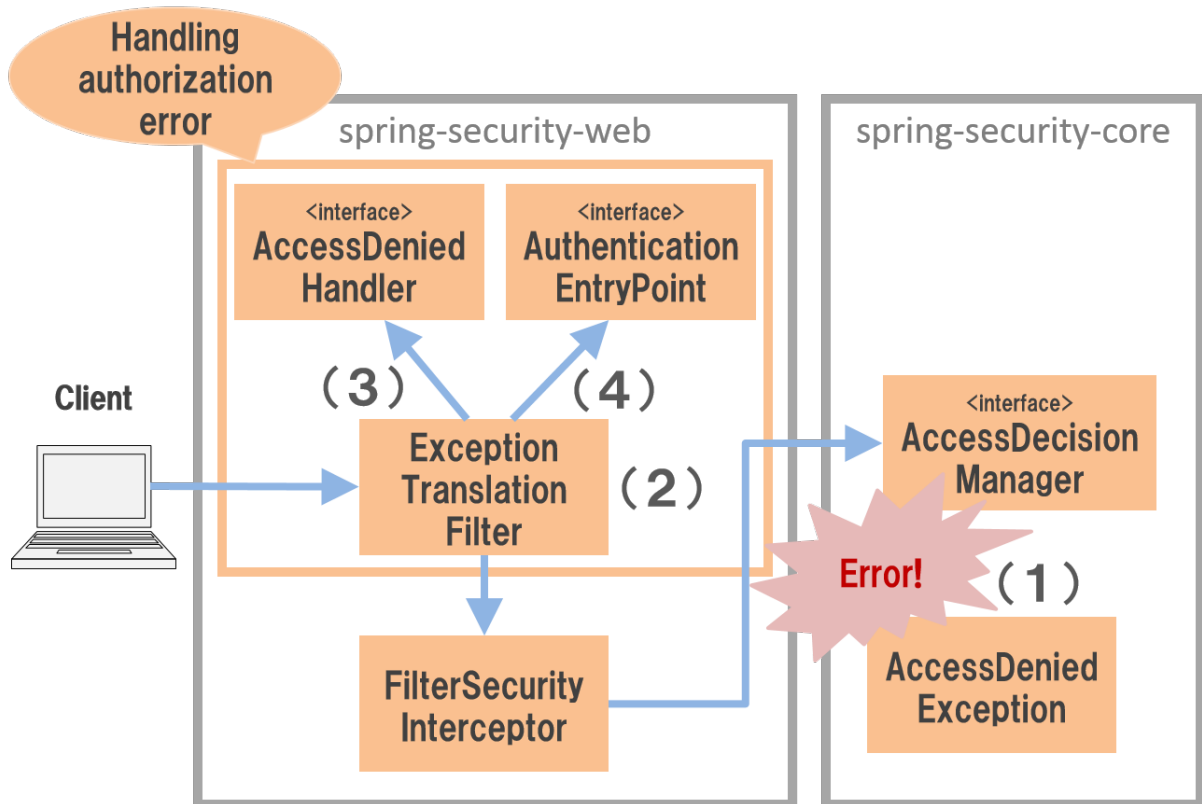 Handling
authorization
error
spring-security-web
spring-security-core
<interface>
AccessDenied
Handler
<interface>
Authentication
EntryPoint
（３）
（４）
Client
Exception
Translation
Filter
（２）
<interface>
AccessDecision
Manager
Error!
（１）
FilterSecurity
Interceptor
AccessDenied
Exception